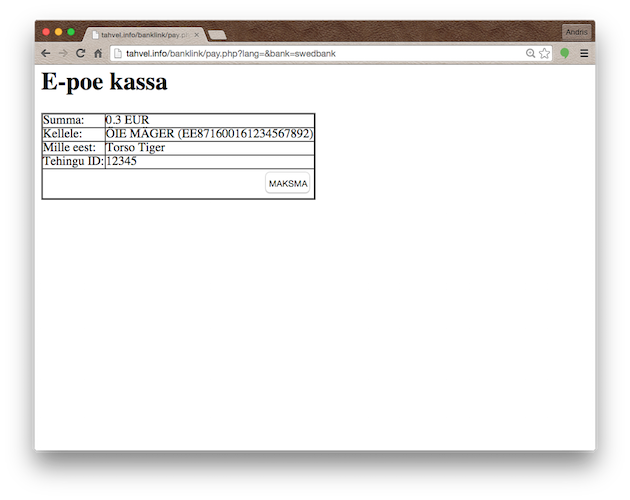 tahvel.info/banklink/pay.ph
Andris
tahvel.info/banklink/pay.php?lang=&bank=swedbank
E-poe kassa
Summa: 0.3 EUR
Kellele: ÕIE MÄGER (EE871600161234567892)
Mille eest: Torso Tiger
Tehingu ID: 12345
MAKSMA